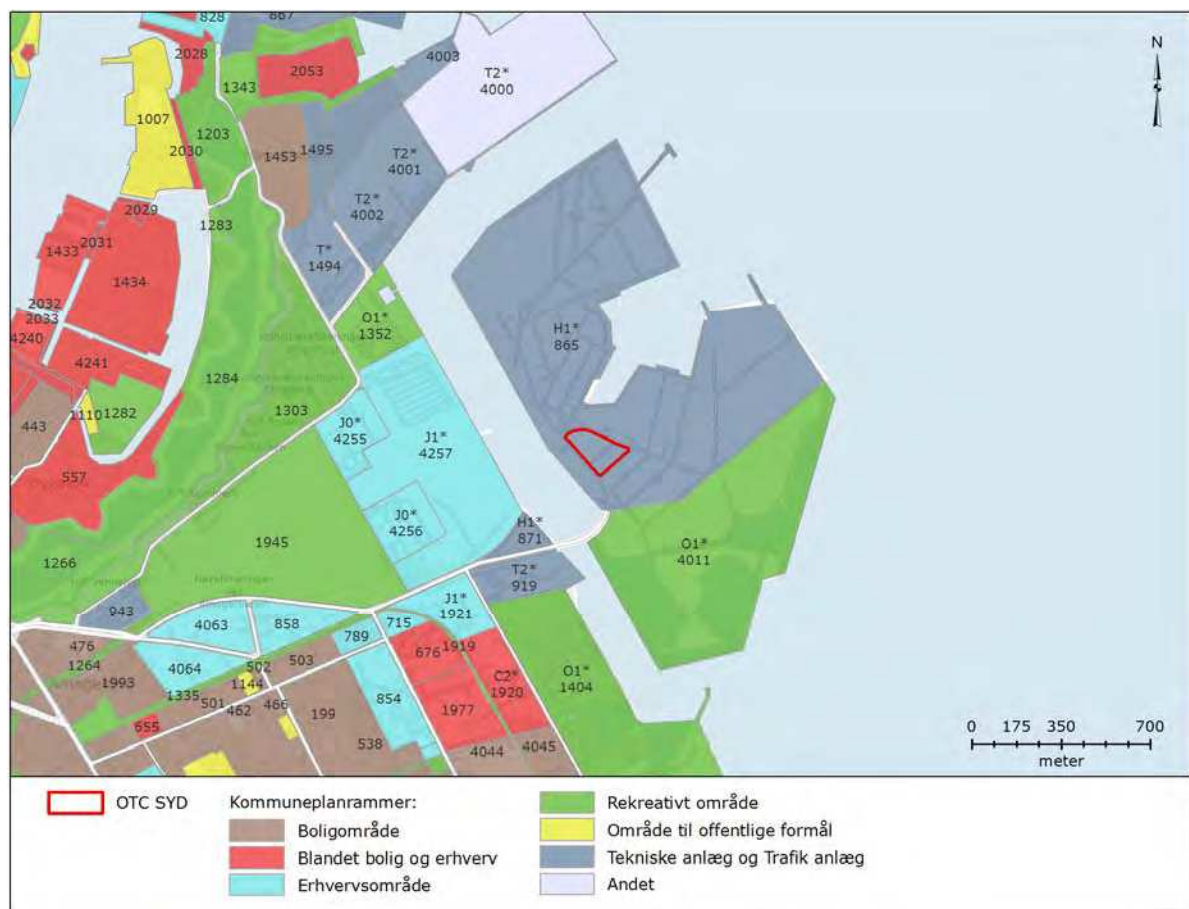 828
867
2028
4003
N
2053
T2*
4000
1343
1007
1203
2030
1453
1495
T2*
4001
T2*
4002
2029
1283
2031
1433
T*
1494
1434
2032
2033
4240
O1*
1352
H1*
865
4241
1284
1110
1282
1303
443
J0*
4255
J1*
4257
557
J0*
4256
H1*
871
1945
O1*
4011
1266
T2*
919
943
J1*
1921
4063
858
715
789
476
676
1919
1264
4064
502
503
C2*
1920
O1*
1404
1993
1144
1335
501
466
854
462
199
1977
655
538
4044
4045
0 175 350 700
meter
OTC SYD
Kommuneplanrammer:
Boligområde
Blandet bolig og erhverv
Erhvervsområde
Rekreativt område
Område til offentlige formål
Tekniske anlæg og Trafik anlæg
Andet